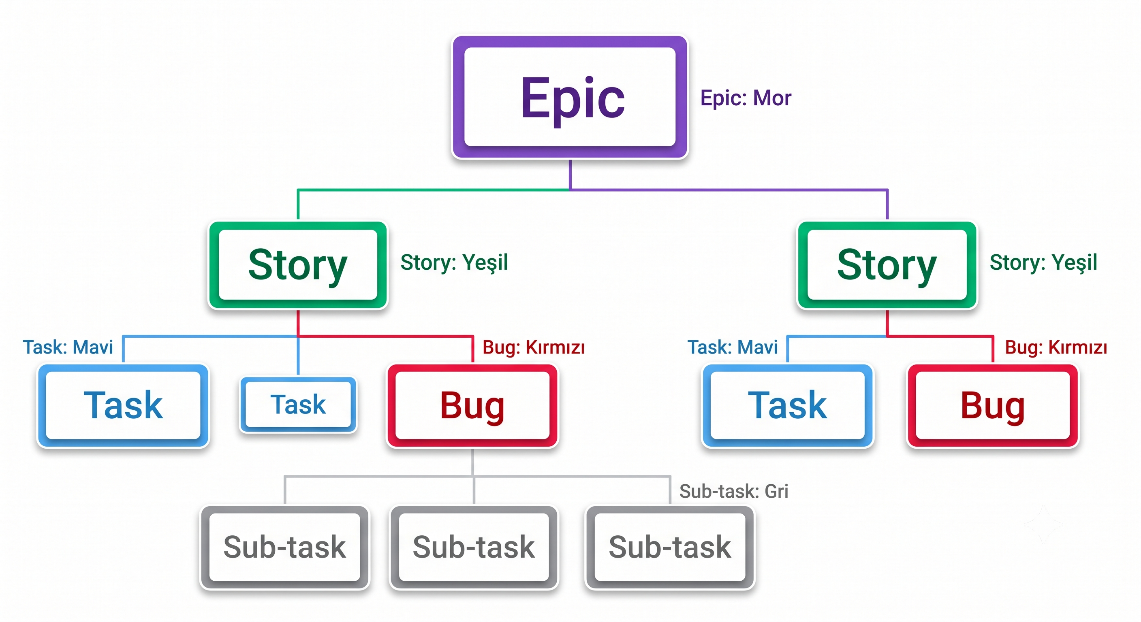 Epic
Epic: Mor
Story
Story: Yeşil
Story
Story: Yeşil
Task: Mavi
Bug: Kırmızı
Task: Mavi
Bug: Kırmızı
Task
Task
Bug
Task
Bug
Sub-task: Gri
Sub-task
Sub-task
Sub-task